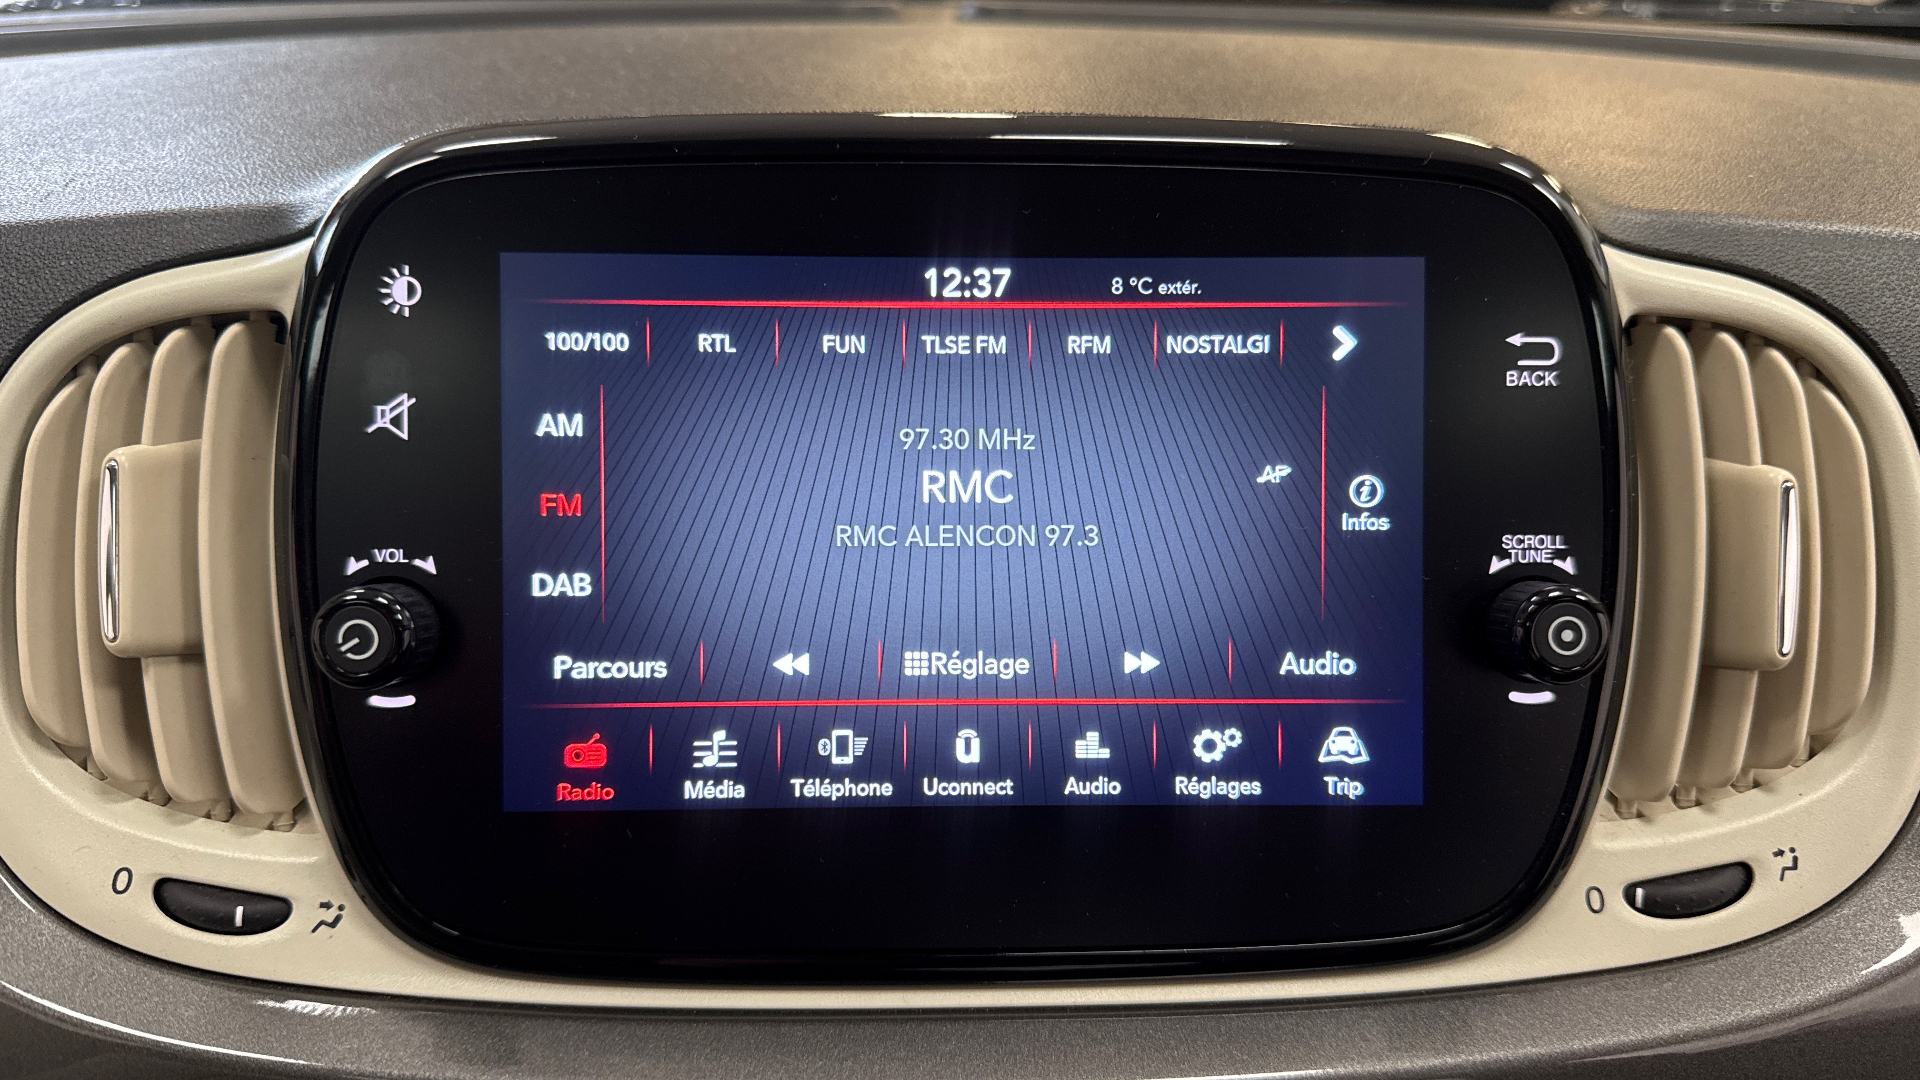 12:37 8 °C extér.
100/100 RTL FUN TLSE FM RFM NOSTALGI
BACK
AM
97.30 MHz
RMC
AF
FM
Infos
RMC ALENCON 97.3
VOL
SCROLL
TUNE
DAB
Parcours Réglage Audio
Radio Média Téléphone Uconnect Audio Réglages Trip
0
0